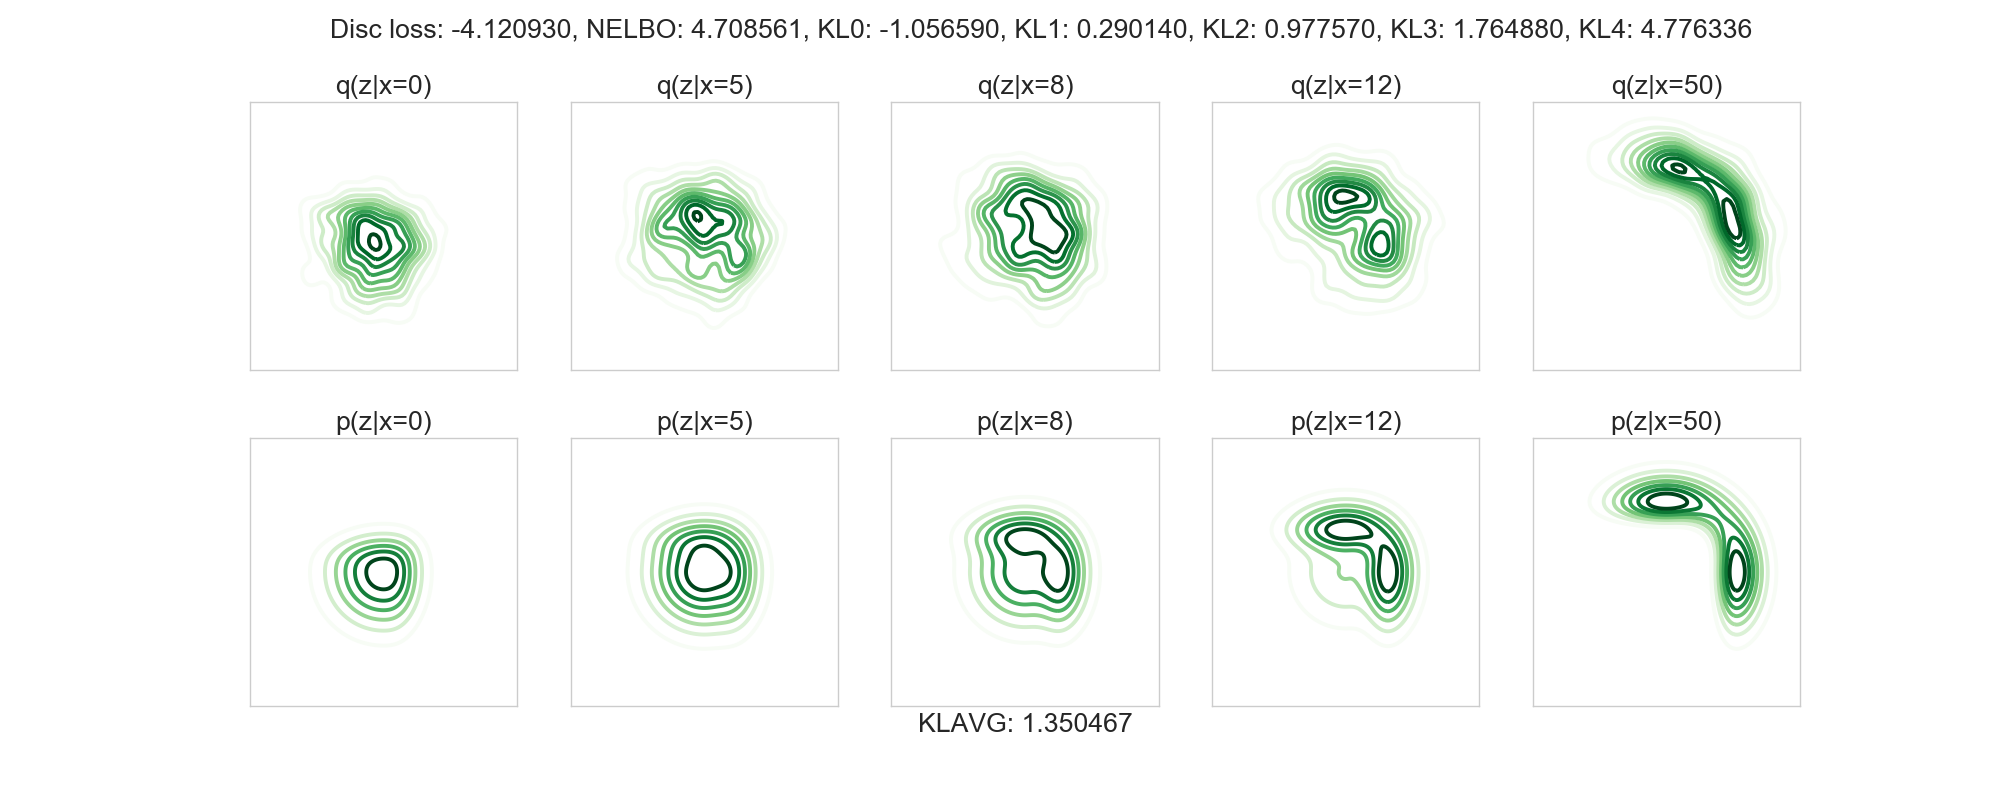 Disc loss: -4.120930, NELBO: 4.708561, KL0: -1.056590, KL1: 0.290140, KL2: 0.977570, KL3: 1.764880, KL4: 4.776336
q(z|x=0) q(z|x=5) q(z|x=8) q(z|x=12) q(z|x=50)
p(z|x=0) p(z|x=5) p(z|x=8) p(z|x=12) p(z|x=50)
KLAVG: 1.350467